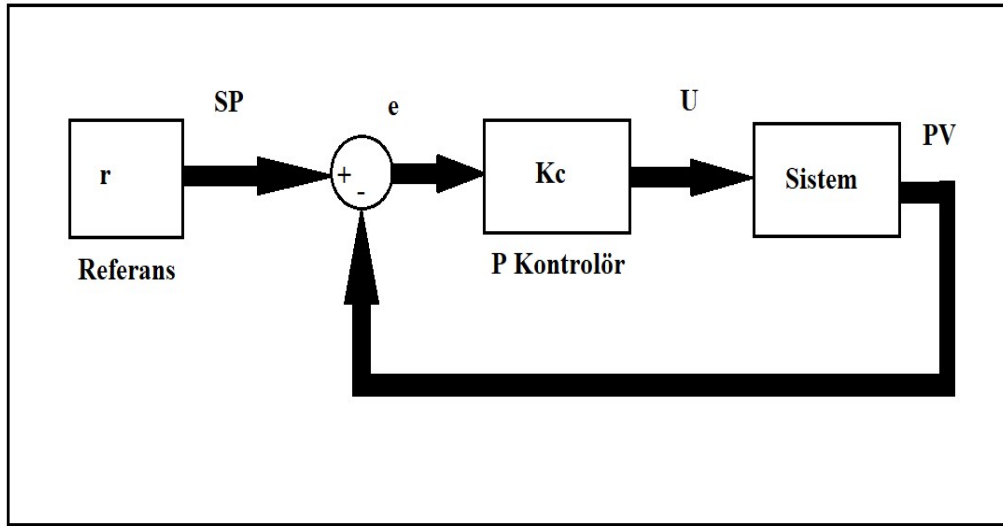 SP
e
U
PV
r
+
-
Kc
Sistem
Referans
P Kontrolör